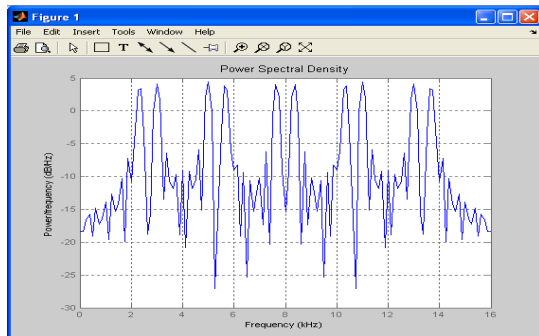 Figure 1
File Edit Insert Tools Window Help
T
Power Spectral Density
5
0
-5
-10
-15
-20
-25
-30
Power/frequency (dB/Hz)
0 2 4 6 8 10 12 14 16
Frequency (kHz)